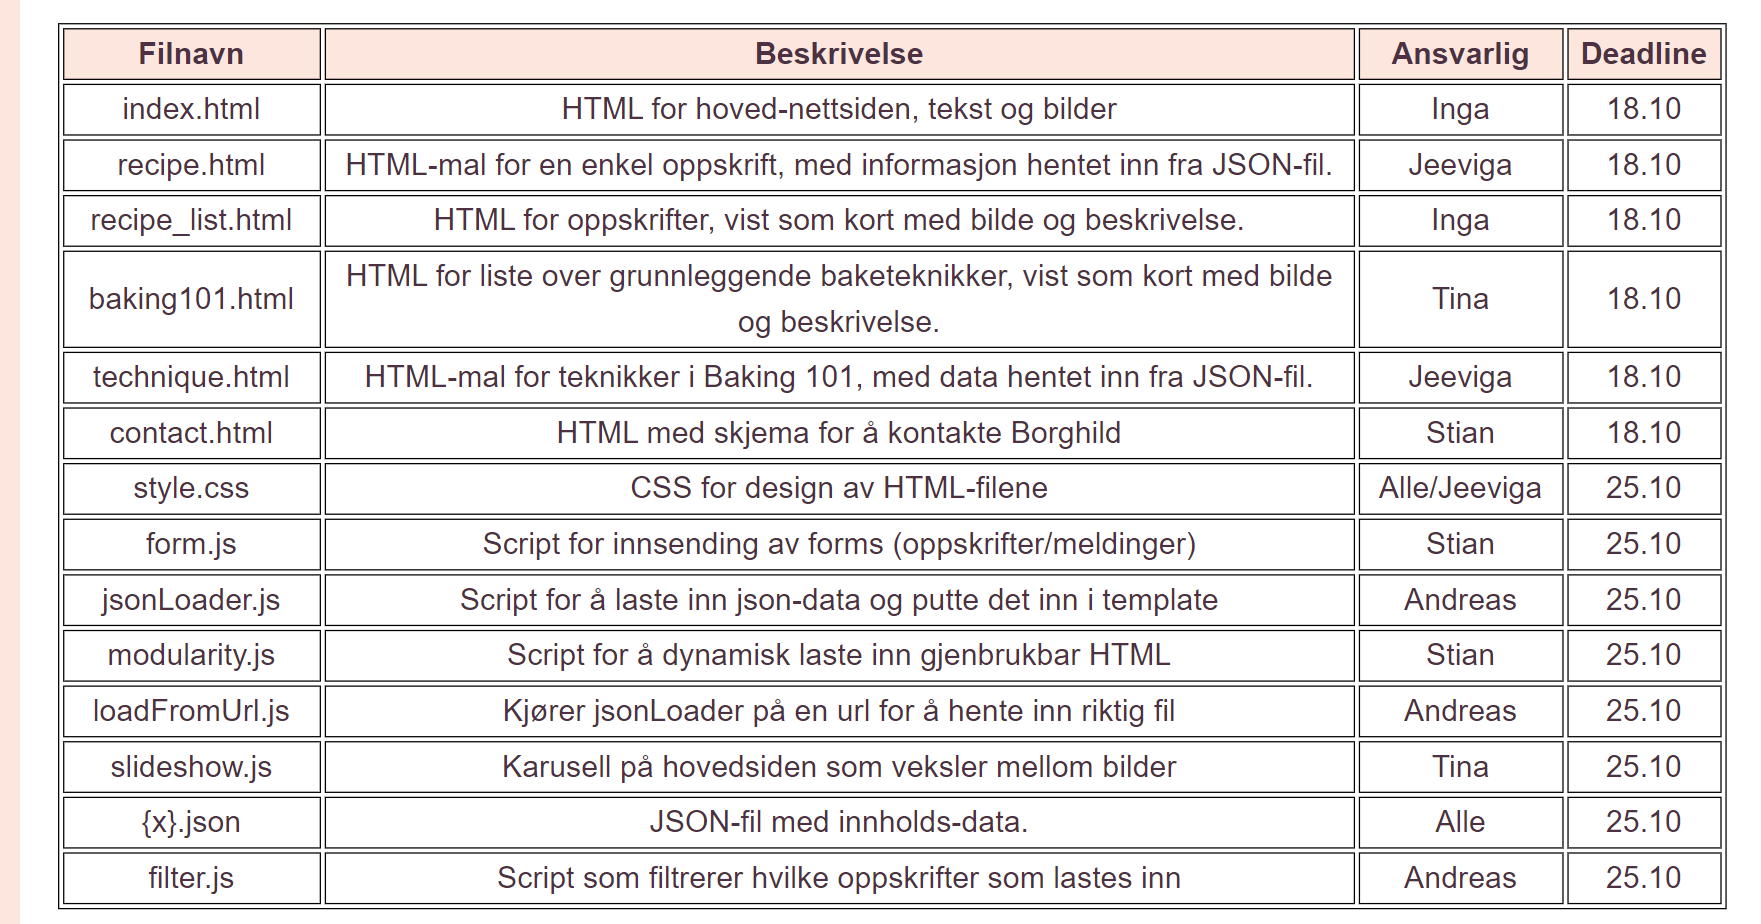 Filnavn Beskrivelse Ansvarlig Deadline
index.html HTML for hoved-nettsiden, tekst og bilder Inga 18.10
recipe.html HTML-mal for en enkel oppskrift, med informasjon hentet inn fra JSON-fil. Jeeviga 18.10
recipe_list.html HTML for oppskrifter, vist som kort med bilde og beskrivelse. Inga 18.10
baking101.html HTML for liste over grunnleggende baketeknikker, vist som kort med bilde
og beskrivelse. Tina 18.10
technique.html HTML-mal for teknikker i Baking 101, med data hentet inn fra JSON-fil. Jeeviga 18.10
contact.html HTML med skjema for å kontakte Borghild Stian 18.10
style.css CSS for design av HTML-filene Alle/Jeeviga 25.10
form.js Script for innsending av forms (oppskrifter/meldinger) Stian 25.10
jsonLoader.js Script for å laste inn json-data og putte det inn i template Andreas 25.10
modularity.js Script for å dynamisk laste inn gjenbrukbar HTML Stian 25.10
loadFromUrl.js Kjører jsonLoader på en url for å hente inn riktig fil Andreas 25.10
slideshow.js Karusell på hovedsiden som veksler mellom bilder Tina 25.10
{x}.json JSON-fil med innholds-data. Alle 25.10
filter.js Script som filtrerer hvilke oppskrifter som lastes inn Andreas 25.10